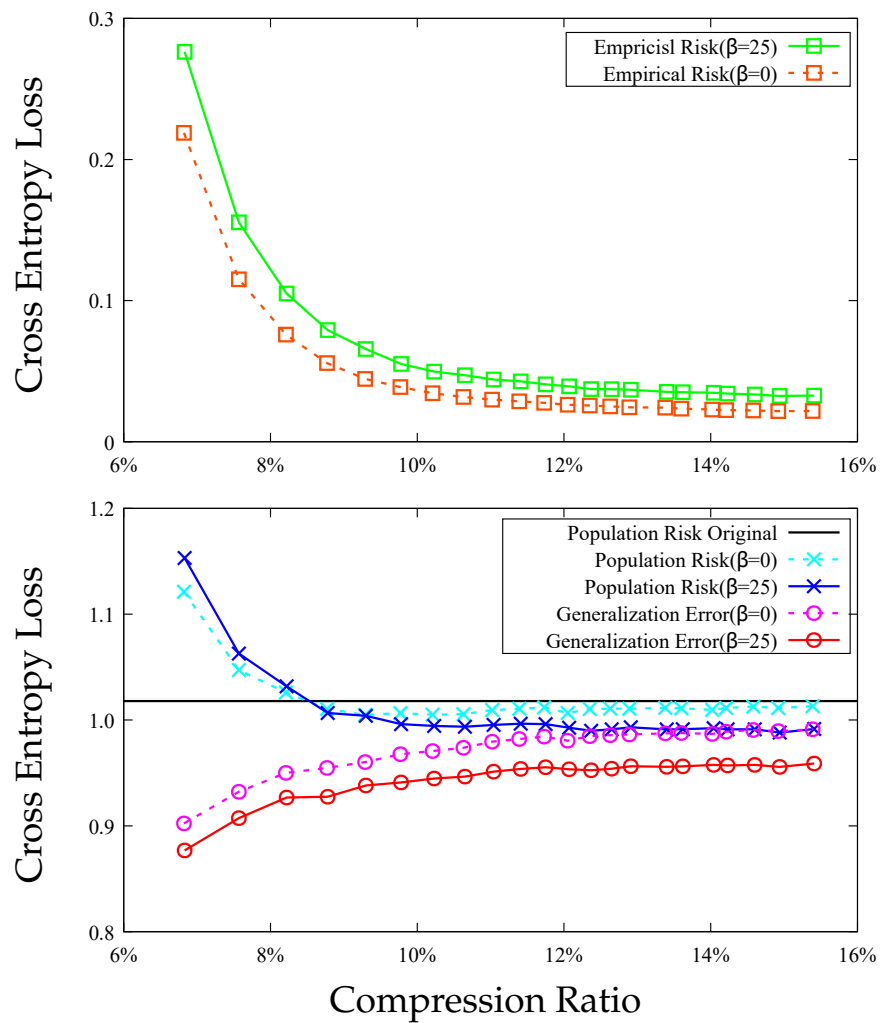 Cross Entropy Loss
0.3
0.2
0.1
0
Empricisl Risk(β=25)
Empirical Risk(β=0)
6%
8%
10%
12%
14%
16%
Cross Entropy Loss
1.2
1.1
1.0
0.9
0.8
Population Risk Original
Population Risk(β=0)
Population Risk(β=25)
Generalization Error(β=0)
Generalization Error(β=25)
6%
8%
10%
12%
14%
16%
Compression Ratio